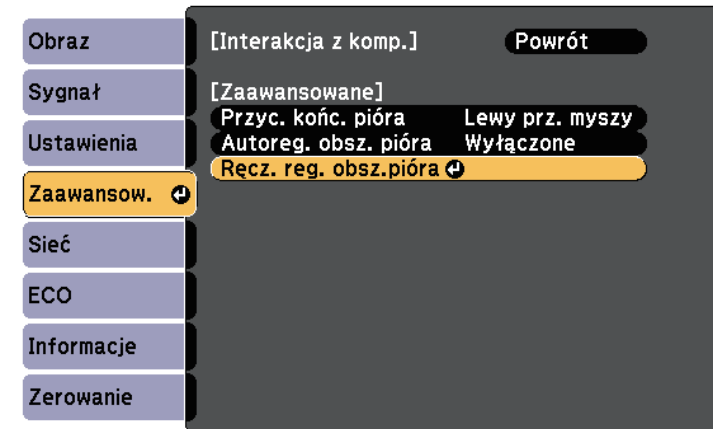 Obraz
Sygnał
Ustawienia
Zaawansow.
Sieć
ECO
Informacje
Zerowanie
[Interakcja z komp.] Powrót
[Zaawansowane]
Przyc. końc. pióra Lewy prz. myszy
Autoreg. obsz. pióra Wyłączone
Ręcz. reg. obsz.pióra